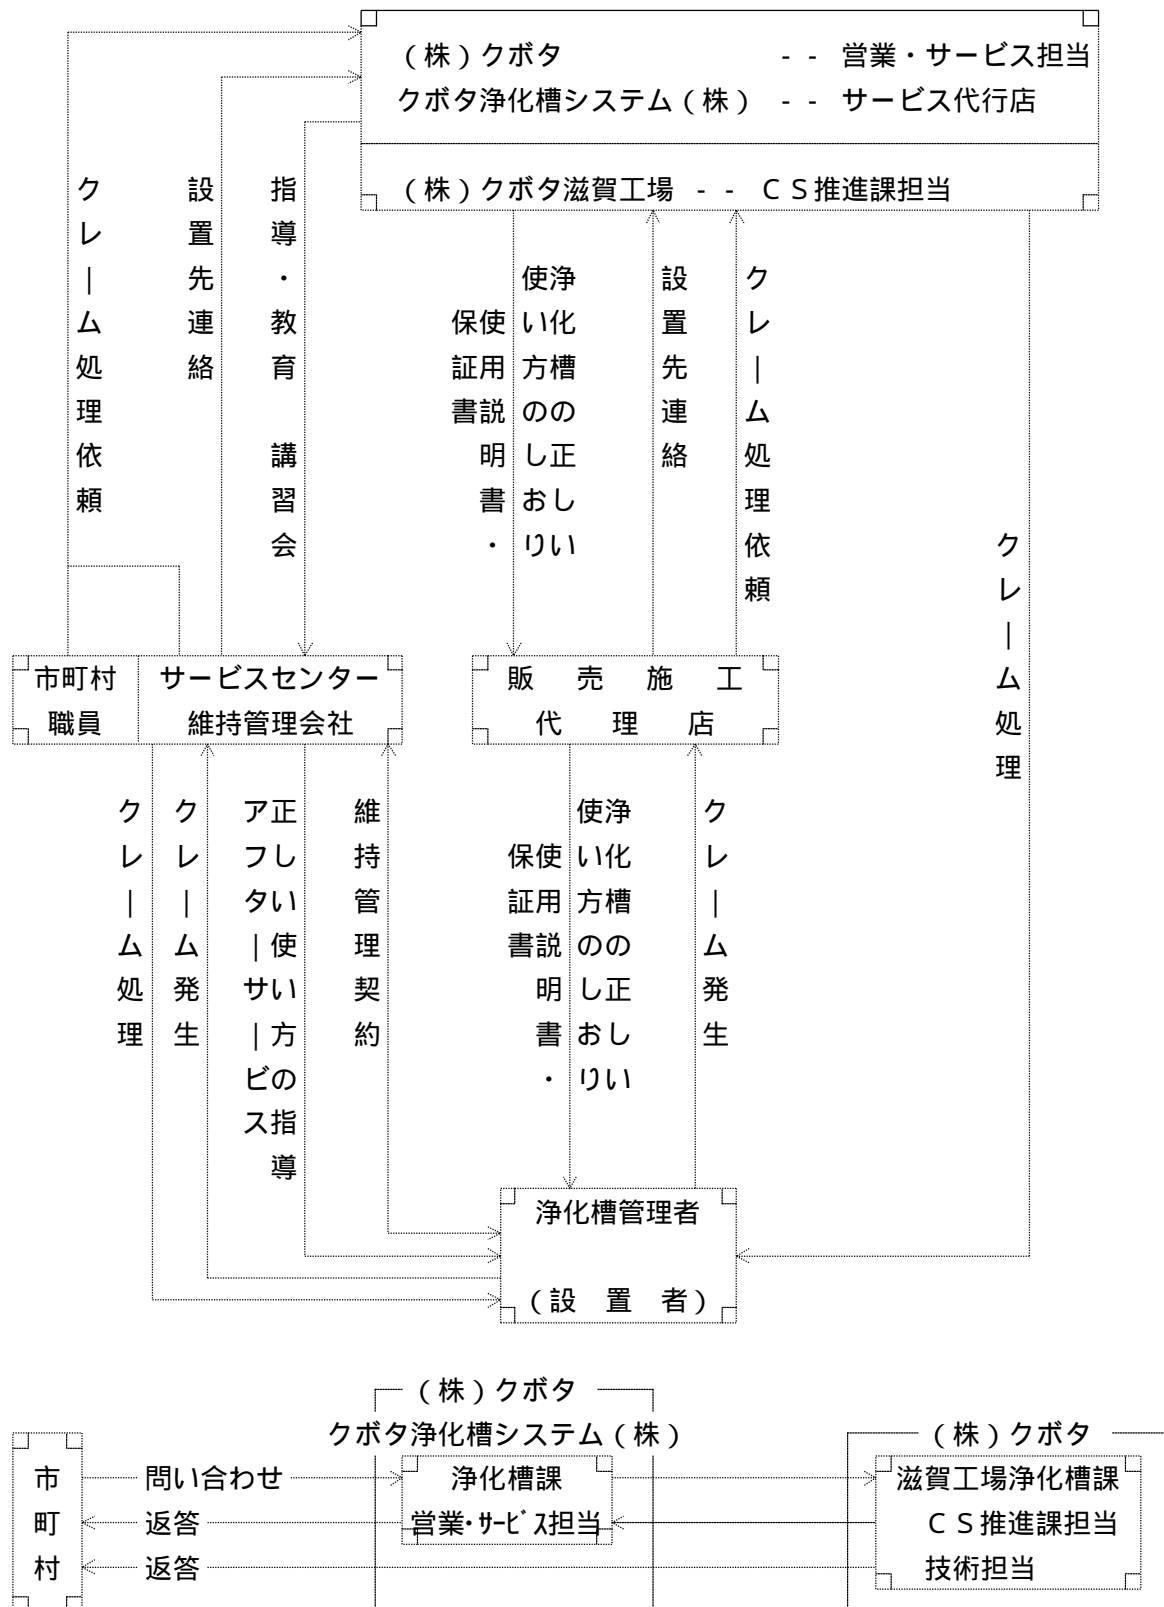 (株)クボタ -- 営業・サービス担当
クボタ浄化槽システム(株) -- サービス代行店
(株)クボタ滋賀工場 -- CS推進課担当
クレ|ム処理依頼
設置先連絡
指導・教育 講習会
浄化槽の正しい
使い方のしおり
使用説明書・
保証書
設置先連絡
クレ|ム処理依頼
クレ|ム処理
市町村
職員
サービスセンター
維持管理会社
販売施工
代理店
クレ|ム処理
クレ|ム発生
正しい使い方の指導
アフタ|サ|ビス
維持管理契約
浄化槽の正しい
使い方のしおり
使用説明書・
保証書
クレ|ム発生
浄化槽管理者
(設置者)
(株)クボタ
クボタ浄化槽システム(株)
(株)クボタ
市町村
問い合わせ
返答
返答
浄化槽課
営業・サービス担当
滋賀工場浄化槽課
CS推進課担当
技術担当